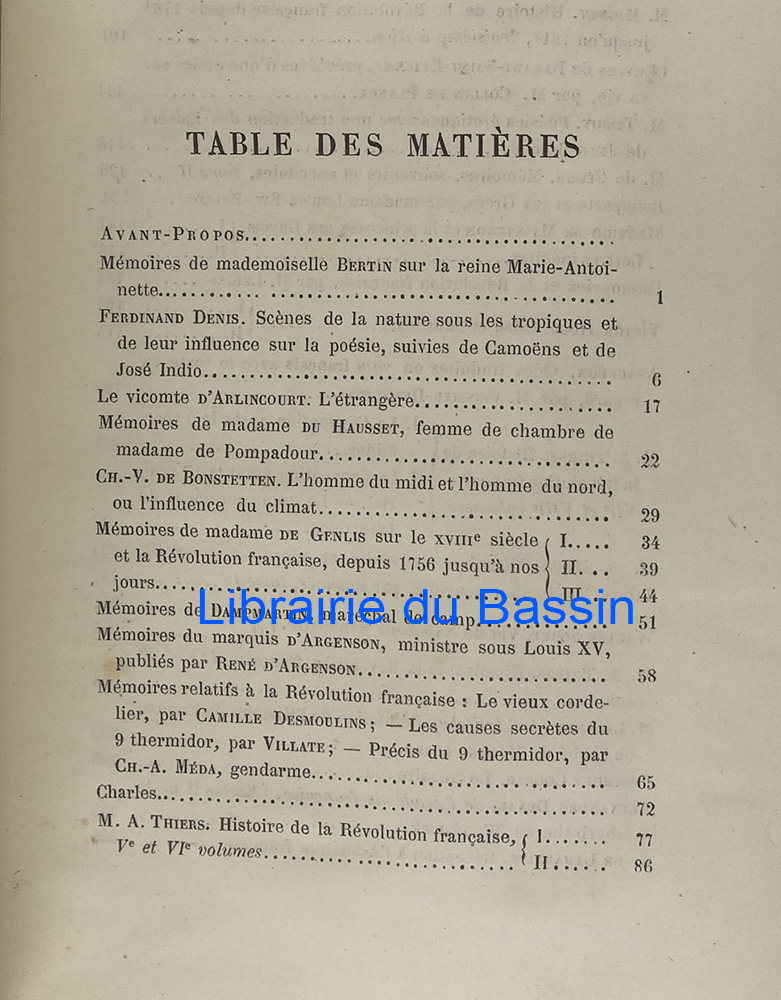 TABLE DES MATIÈRES
AVANT-PROPOS........................................
Mémoires de mademoiselle BERTIN sur la reine Marie-Antoi-
nette............ ................................... 1
FERDINAND DENIS. Scènes de la nature sous les tropiques et
de leur influence sur la poésie, suivies de Camoëns et de
José Indio.......................................... 6
Le vicomte D'ARLINCOURT. L'étrangère.................... 17
Mémoires de madame DU HAUSSET, femme de chambre de
madame de Pompadour............................... 22
CH.-V. DE BONSTETTEN. L'homme du midi et l'homme du nord,
ou l'influence du climat.............................. 29
Mémoires de madame DE GENLIS sur le XVIIIe siècle { I..... 34
et la Révolution française, depuis 1756 jusqu'à nos { II. .. 39
jours............................................. { III... 44
Mémoires de DAMPMARTIN, maréchal de camp.............. 51
Librairie du Bassin
Mémoires du marquis D'ARGENSON, ministre sous Louis XV,
publiés par RENÉ D'ARGENSON......................... 58
Mémoires relatifs à la Révolution française : Le vieux corde-
lier, par CAMILLE DESMOULINS; — Les causes secrètes du
9 thermidor, par VILLATE; — Précis du 9 thermidor, par
CH.-A. MÉDA, gendarme............................... 65
Charles............................................... 72
M. A. THIERS. Histoire de la Révolution française, { I....... 77
Ve et VIe volumes............................ { II...... 86